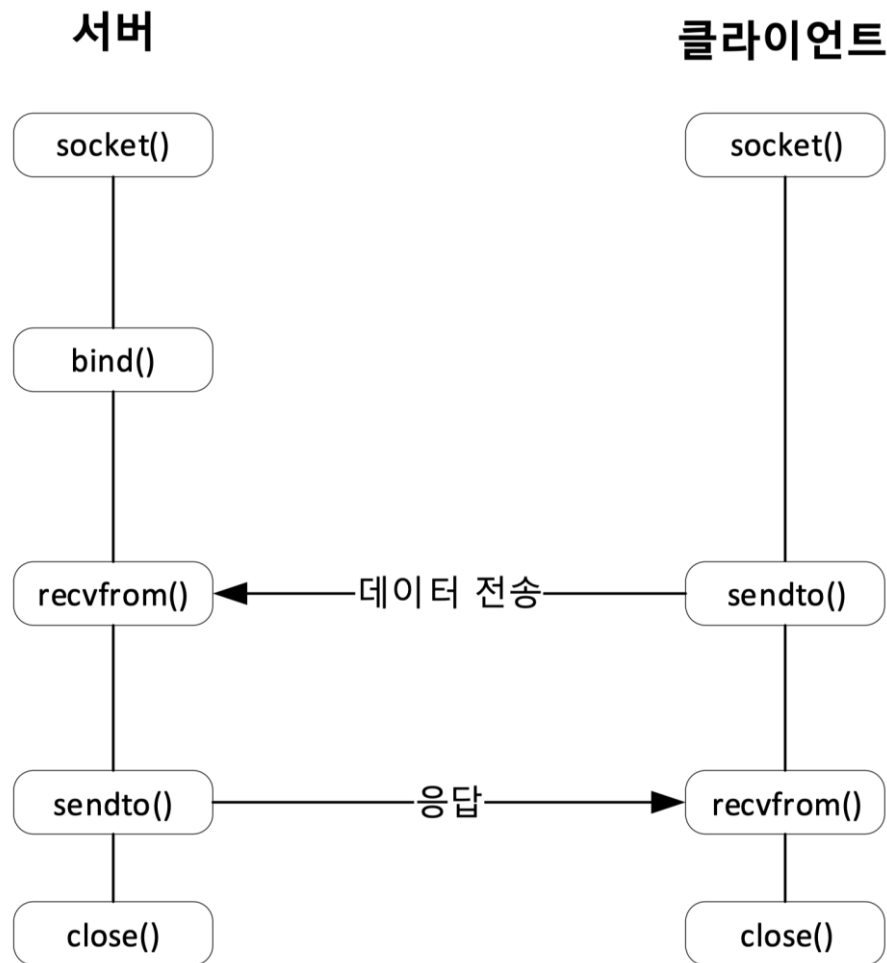 서버 클라이언트
socket() socket()
bind()
recvfrom() 데이터 전송 sendto()
sendto() 응답 recvfrom()
close() close()